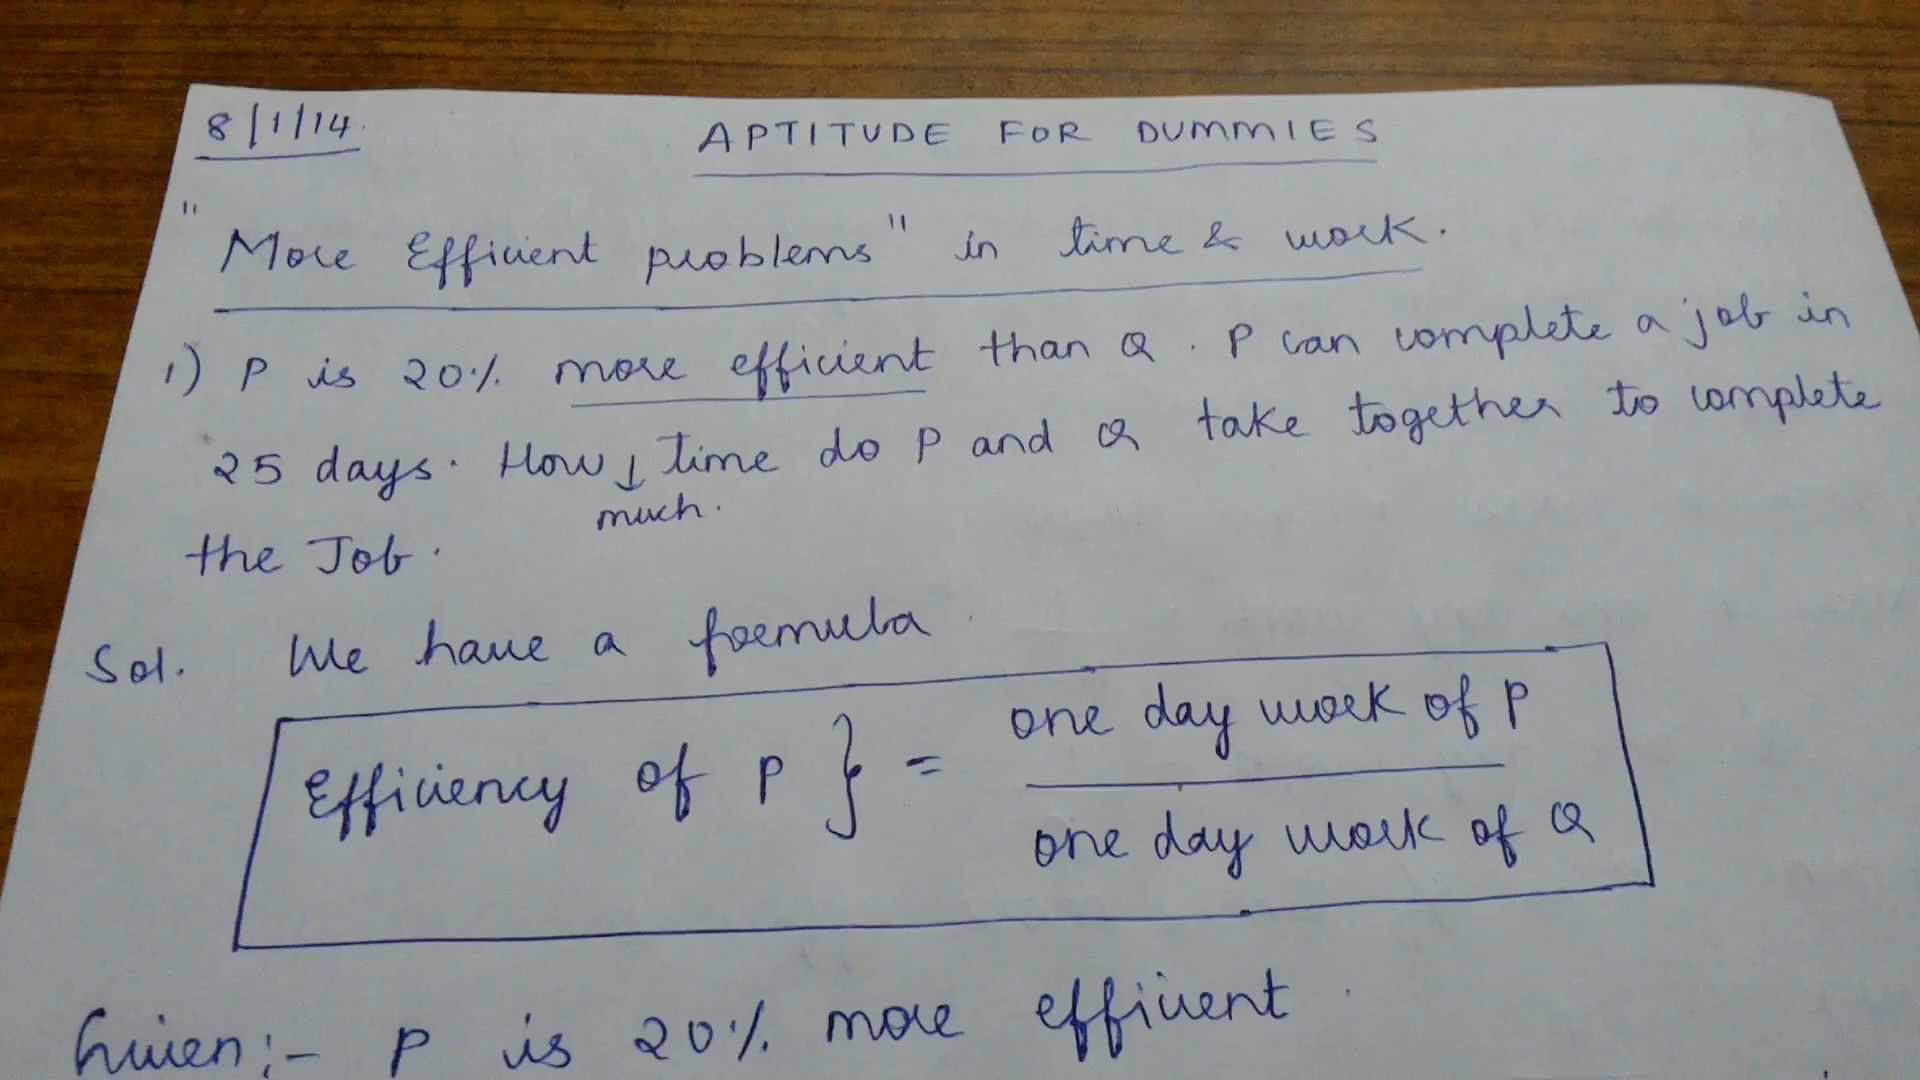 8/1/14.
APTITUDE FOR DUMMIES
"More Efficient problems" in time & work.
1) P is 20% more efficient than Q. P can complete a job in
25 days. How ↓ time do P and Q take together to complete
much.
the Job.
Sol. We have a formula
Efficiency of P } = one day work of P
one day work of Q
Given:- P is 20% more efficient